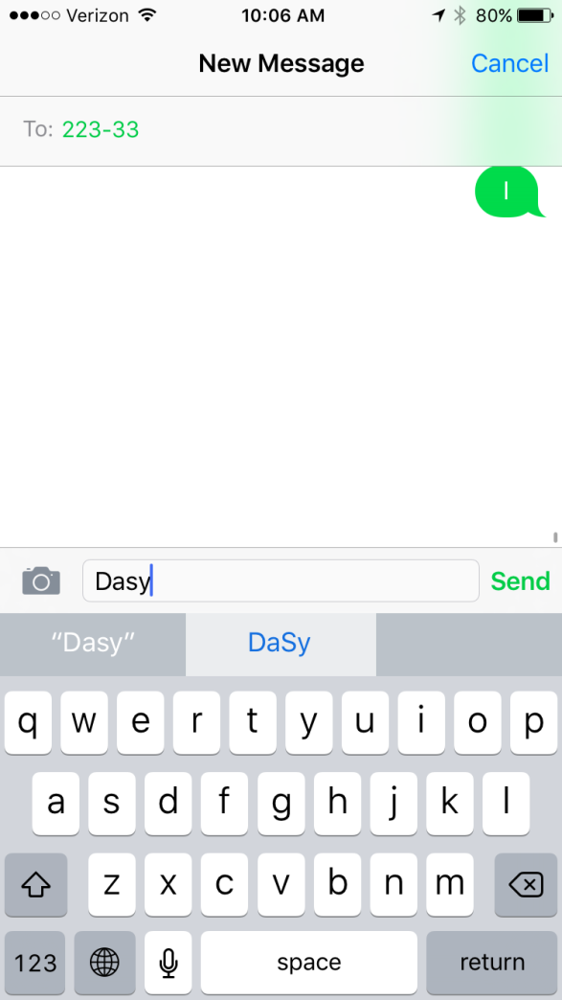 Verizon 10:06 AM 80%
New Message Cancel
To: 223-33
I
Dasy Send
“Dasy” DaSy
q w e r t y u i o p
a s d f g h j k l
z x c v b n m
123 space return